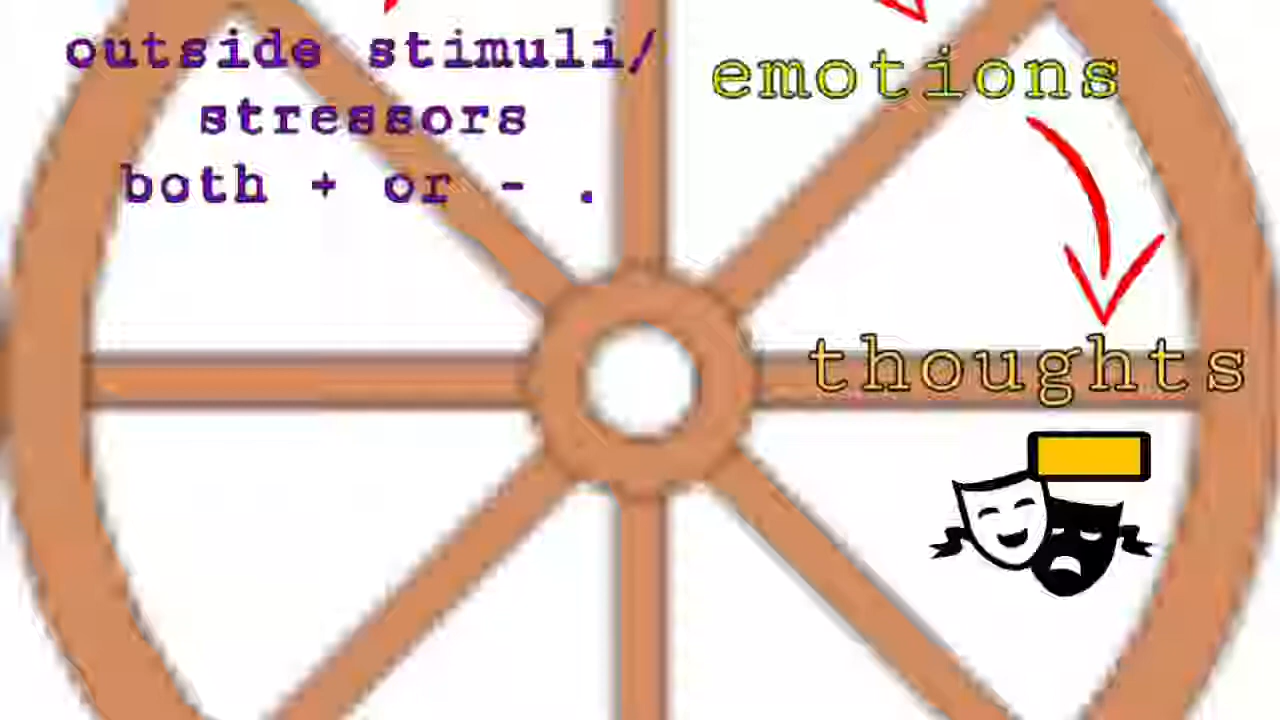 outside stimuli/
stressors
both + or - .
emotions
thoughts